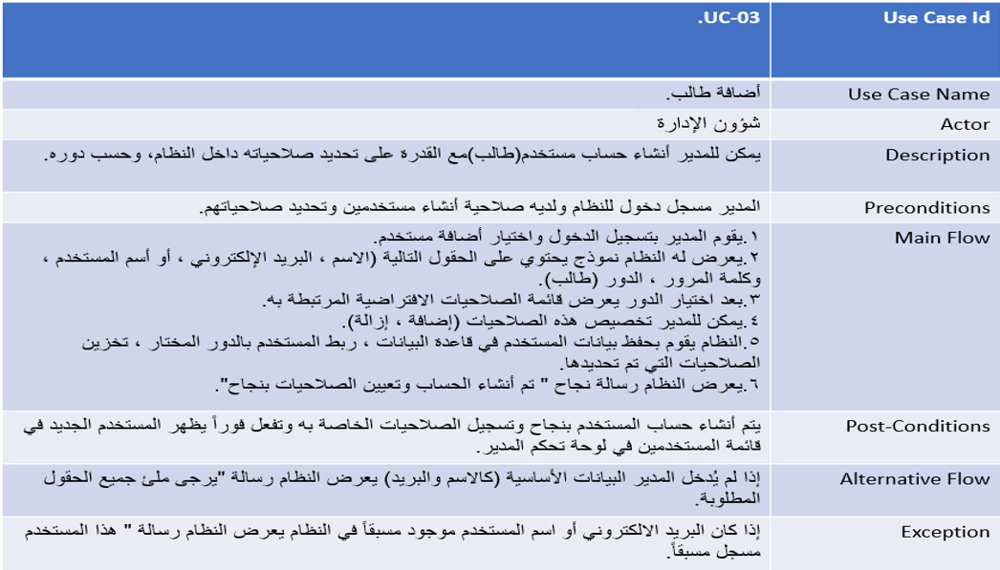 Use Case Id
UC-03.
Use Case Name
أضافة طالب.
Actor
شؤون الإدارة
Description
يمكن للمدير أنشاء حساب مستخدم(طالب)مع القدرة على تحديد صلاحياته داخل النظام، وحسب دوره.
Preconditions
المدير مسجل دخول للنظام ولديه صلاحية أنشاء مستخدمين وتحديد صلاحياتهم.
Main Flow
١.يقوم المدير بتسجيل الدخول واختيار أضافة مستخدم.
٢.يعرض له النظام نموذج يحتوي على الحقول التالية (الاسم ، البريد الإلكتروني ، أو أسم المستخدم ،
وكلمة المرور ، الدور (طالب).
٣.بعد اختيار الدور يعرض قائمة الصلاحيات الافتراضية المرتبطة به.
٤.يمكن للمدير تخصيص هذه الصلاحيات (إضافة ، إزالة).
٥.النظام يقوم بحفظ بيانات المستخدم في قاعدة البيانات ، ربط المستخدم بالدور المختار ، تخزين
الصلاحيات التي تم تحديدها.
٦.يعرض النظام رسالة نجاح " تم أنشاء الحساب وتعيين الصلاحيات بنجاح".
Post-Conditions
يتم أنشاء حساب المستخدم بنجاح وتسجيل الصلاحيات الخاصة به وتفعل فوراً يظهر المستخدم الجديد في
قائمة المستخدمين في لوحة تحكم المدير.
Alternative Flow
إذا لم يُدخل المدير البيانات الأساسية (كالاسم والبريد) يعرض النظام رسالة "يرجى ملئ جميع الحقول
المطلوبة.
Exception
إذا كان البريد الالكتروني أو اسم المستخدم موجود مسبقاً في النظام يعرض النظام رسالة " هذا المستخدم
مسجل مسبقاً.